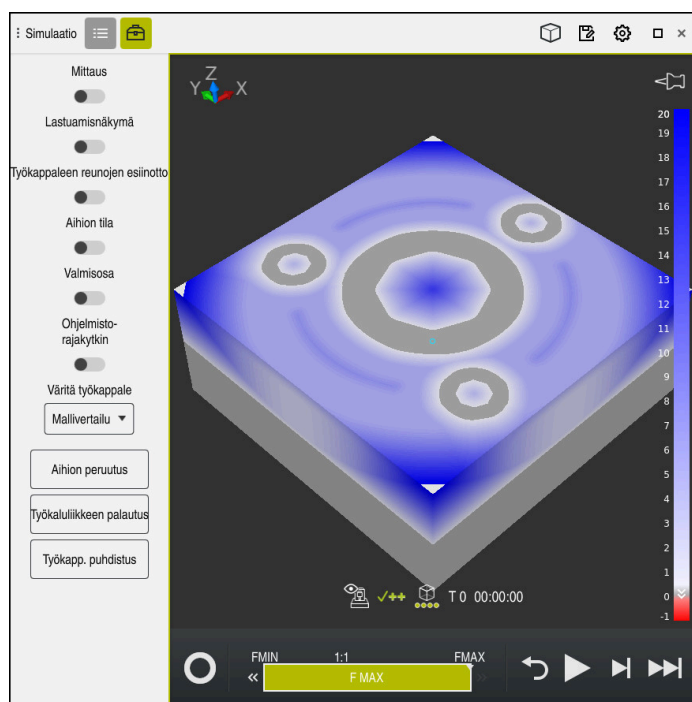 Simulaatio
Mittaus
Lastuamisnäkymä
Työkappaleen reunojen esiinotto
Aihion tila
Valmisosa
Ohjelmisto-
rajakytkin
Väritä työkappale
Mallivertailu
Aihion peruutus
Työkaluliikkeen palautus
Työkapp. puhdistus
Z
Y X
20
19
18
17
16
15
14
13
12
11
10
9
8
7
6
5
4
3
2
1
0
-1
T 0 00:00:00
FMIN 1:1 FMAX
F MAX